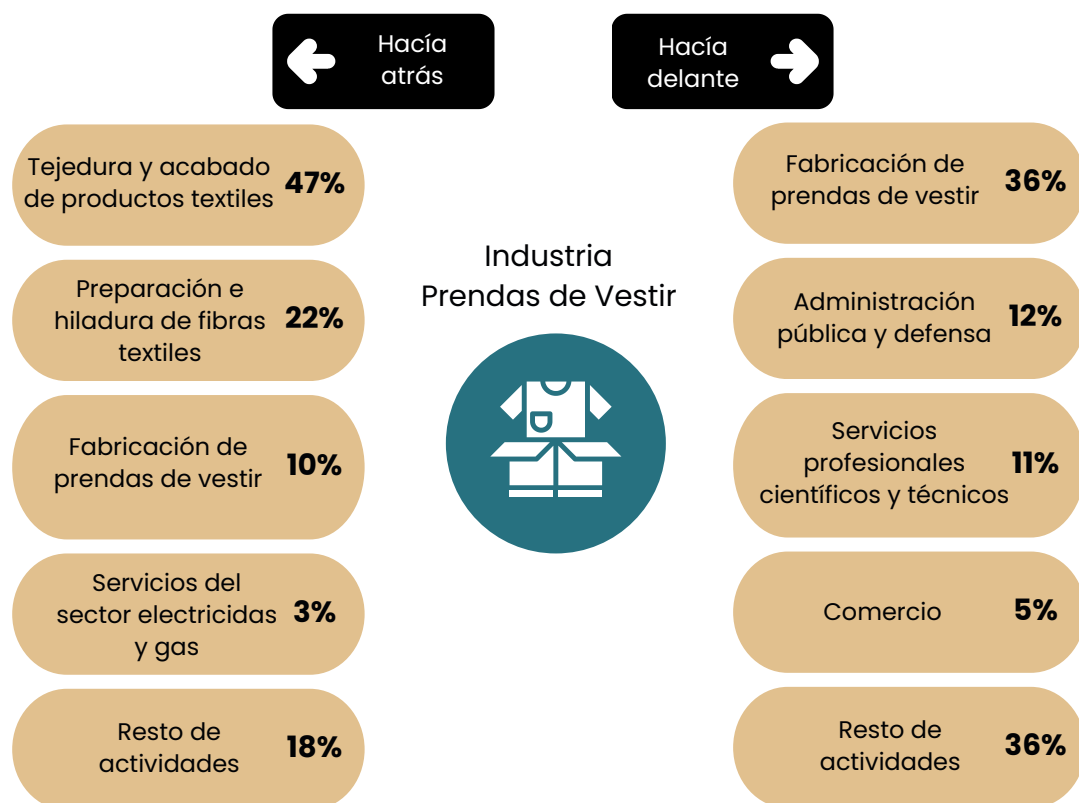 Hacía
atrás
Hacía
delante
Tejedura y acabado
de productos textiles
47%
Preparación e
hiladura de fibras
textiles
22%
Fabricación de
prendas de vestir
10%
Servicios del
sector electricidas
y gas
3%
Resto de
actividades
18%
Industria
Prendas de Vestir
Fabricación de
prendas de vestir
36%
Administración
pública y defensa
12%
Servicios
profesionales
científicos y técnicos
11%
Comercio
5%
Resto de
actividades
36%